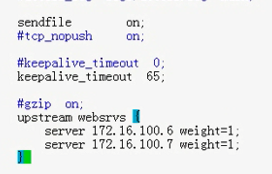 sendfile        on;
#tcp_nopush     on;
#keepalive_timeout  0;
keepalive_timeout  65;
#gzip  on;
upstream websrvs {
    server 172.16.100.6 weight=1;
    server 172.16.100.7 weight=1;
}